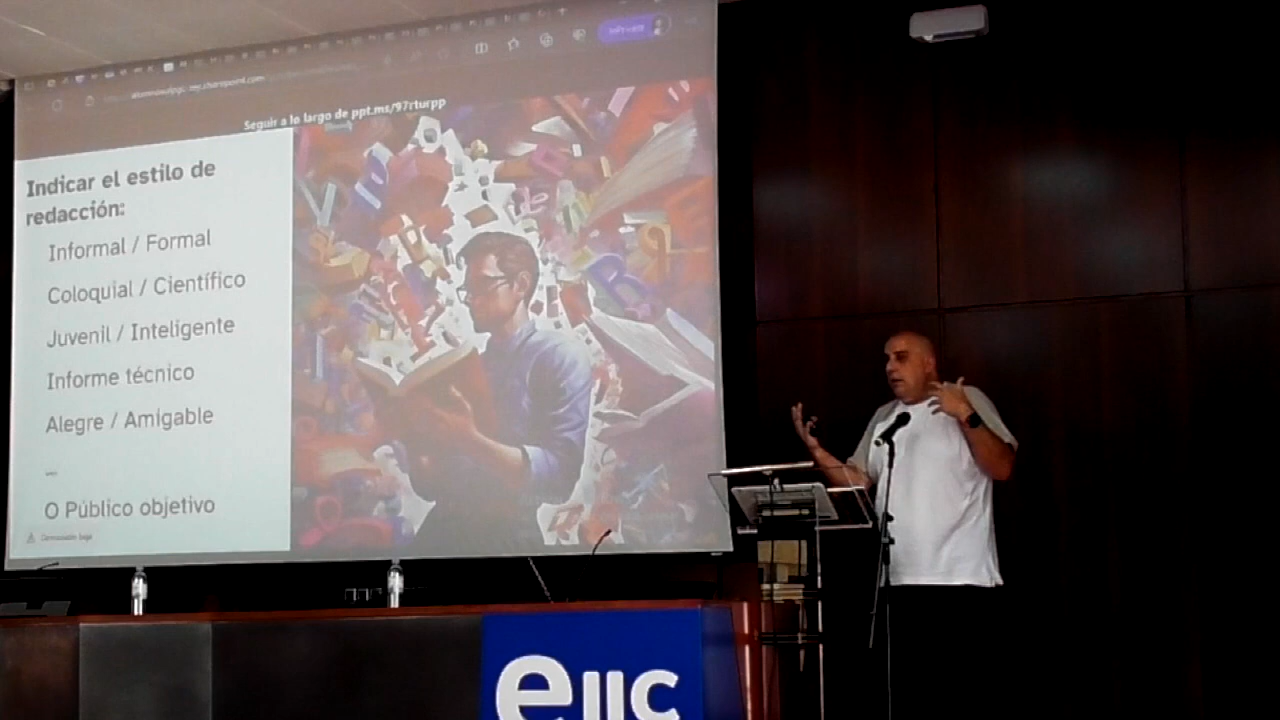 Seguir a lo largo de ppt.ms/97rturpp
Indicar el estilo de
redacción:
Informal / Formal
Coloquial / Científico
Juvenil / Inteligente
Informe técnico
Alegre / Amigable
...
O Público objetivo
eiic